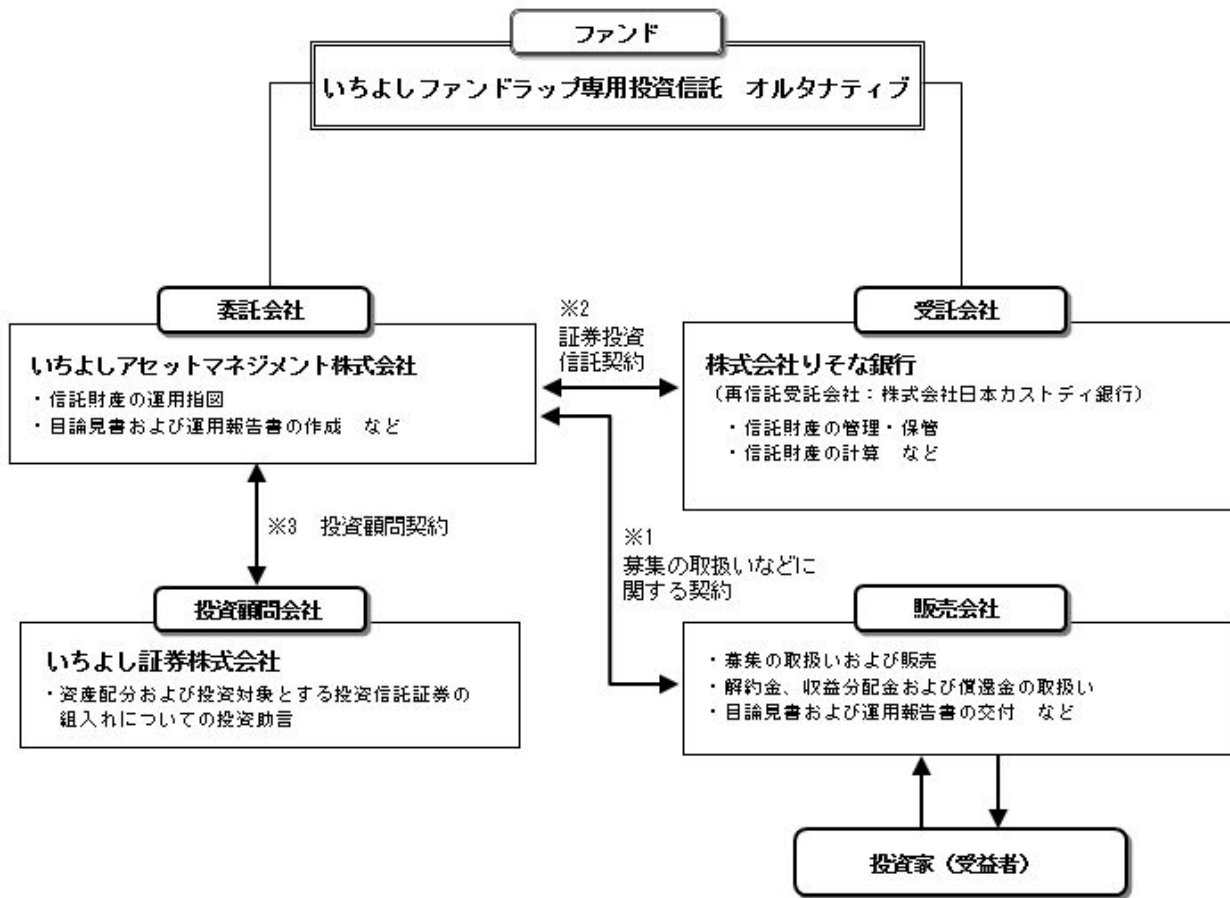 ファンド
いちよしファンドラップ専用投資信託　オルタナティブ
委託会社
いちよしアセットマネジメント株式会社
・信託財産の運用指図
・目論見書および運用報告書の作成　など
※2
証券投資
信託契約
受託会社
株式会社りそな銀行
（再信託受託会社：株式会社日本カストディ銀行）
・信託財産の管理・保管
・信託財産の計算　など
※3　投資顧問契約
※1
募集の取扱いなどに
関する契約
投資顧問会社
いちよし証券株式会社
・資産配分および投資対象とする投資信託証券の
組入れについての投資助言
販売会社
・募集の取扱いおよび販売
・解約金、収益分配金および償還金の取扱い
・目論見書および運用報告書の交付　など
投資家（受益者）